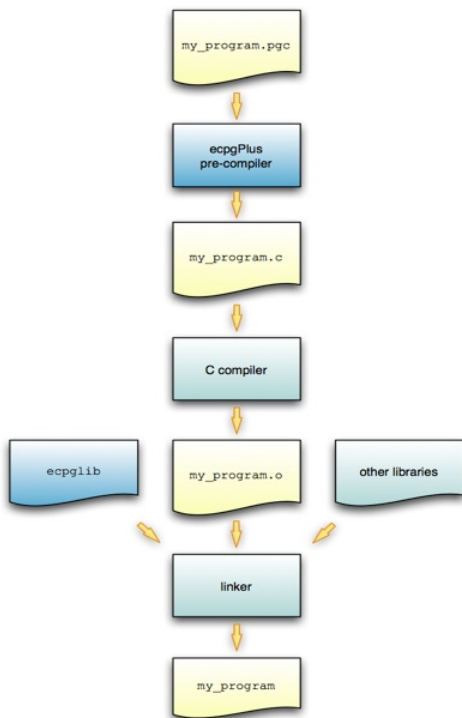 my_program.pgc
ecpgPlus
pre-compiler
my_program.c
C compiler
ecpglib
my_program.o
other libraries
linker
my_program